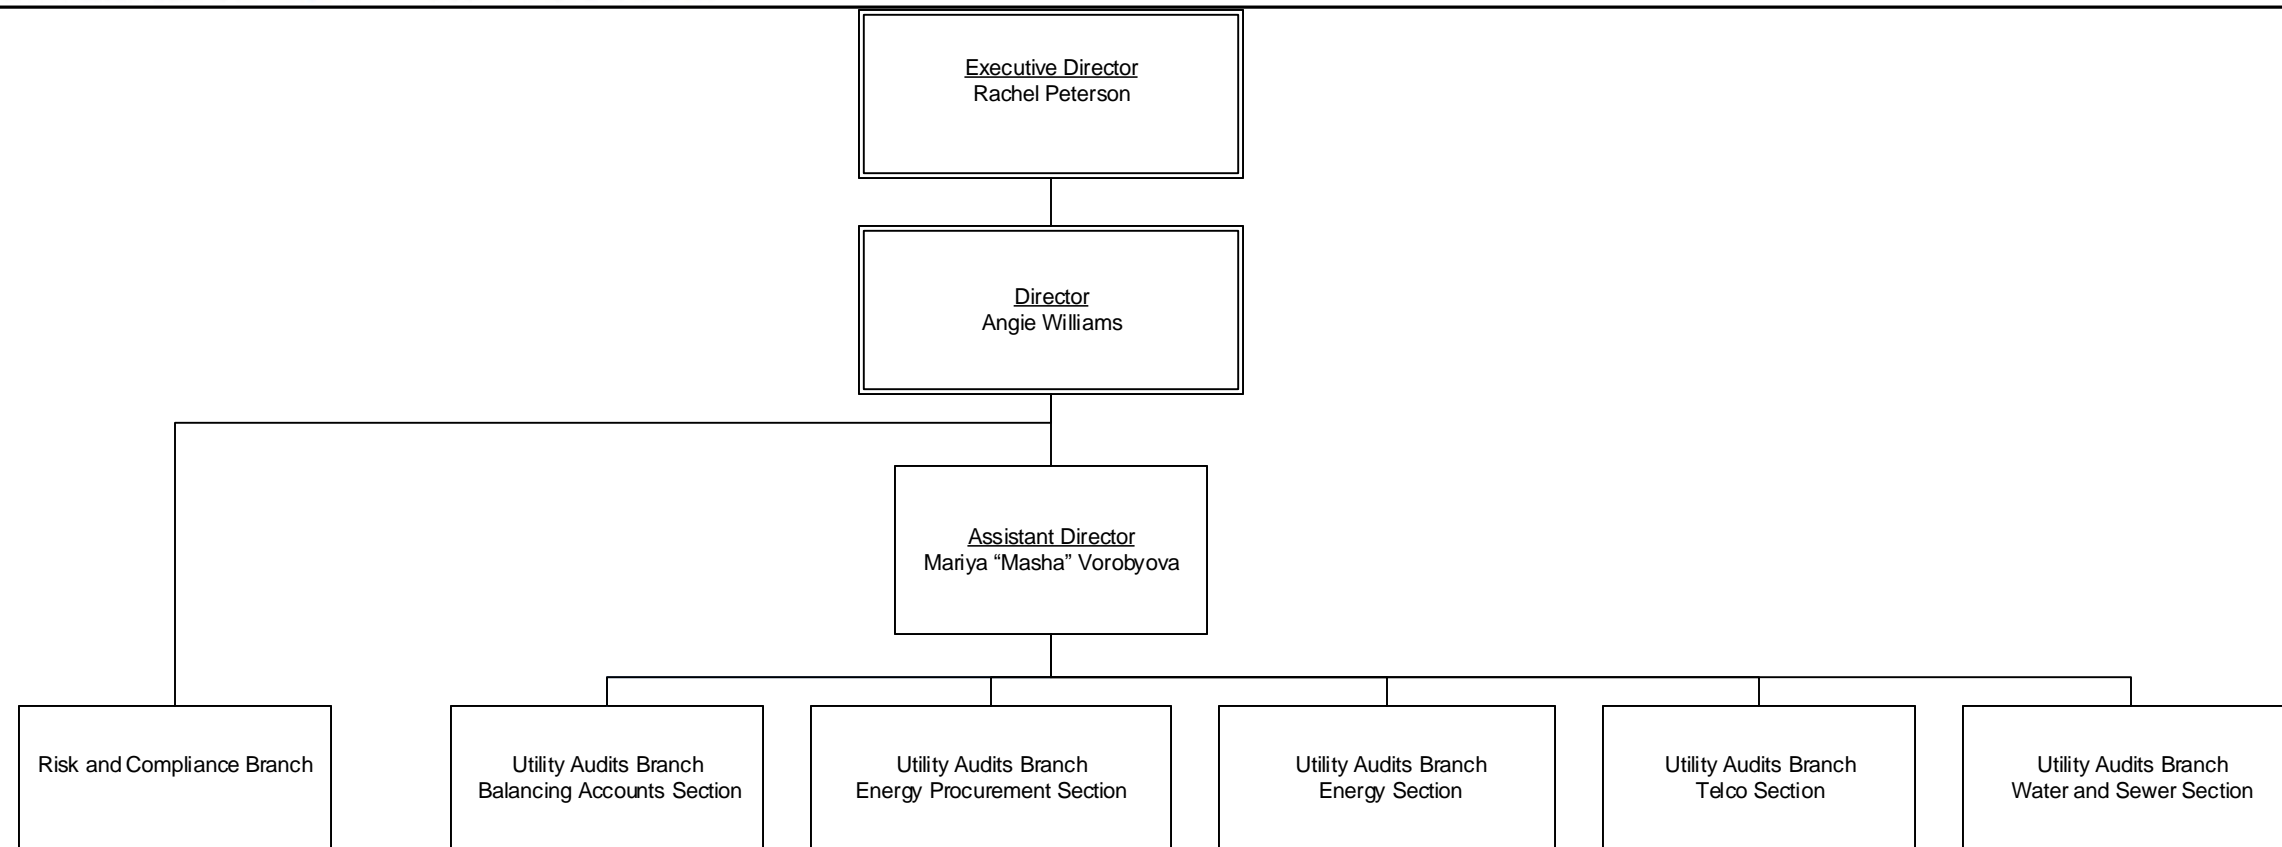 Executive Director
Rachel Peterson
Director
Angie Williams
Assistant Director
Mariya “Masha” Vorobyova
Risk and Compliance Branch
Utility Audits Branch
Balancing Accounts Section
Utility Audits Branch
Energy Procurement Section
Utility Audits Branch
Energy Section
Utility Audits Branch
Telco Section
Utility Audits Branch
Water and Sewer Section